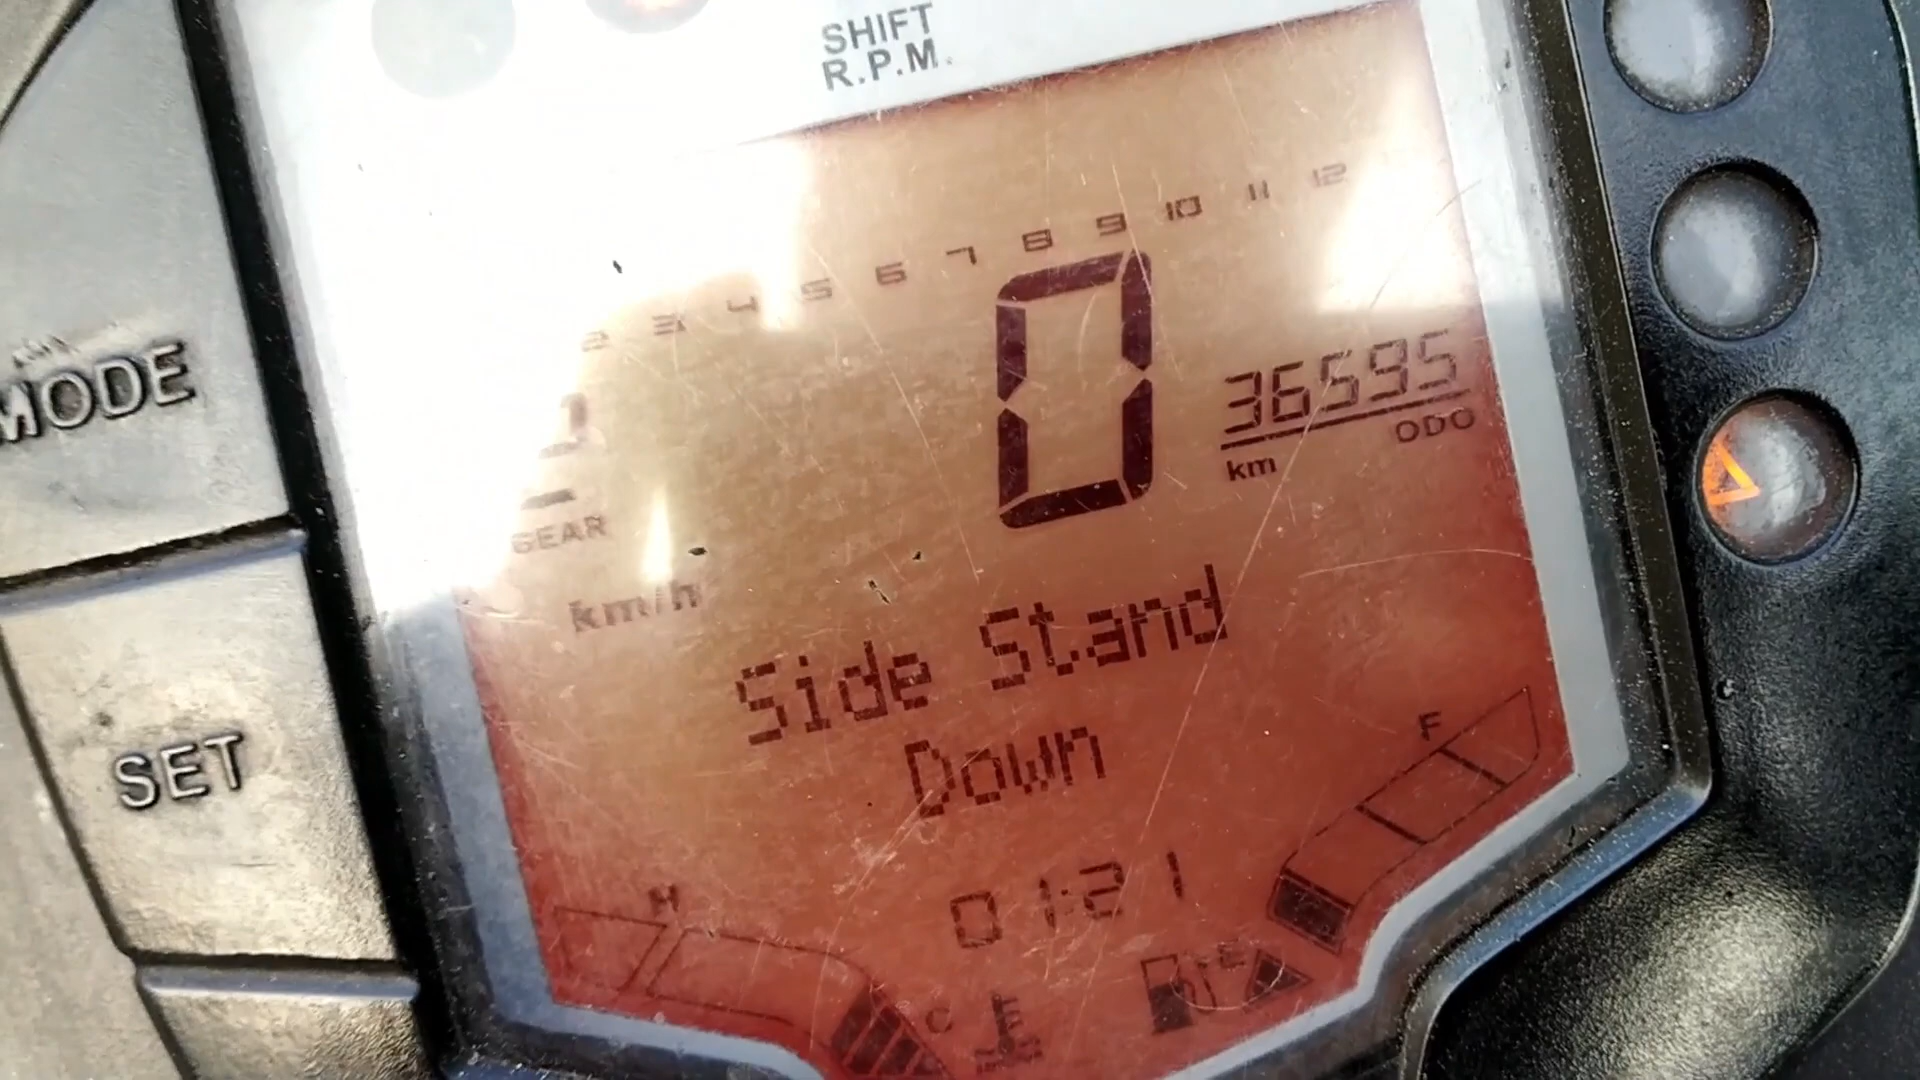 SHIFT
R.P.M.
2 3 4 5 6 7 8 9 10 11 12
MODE
0
36595
ODO
km
GEAR
km/h
Side Stand
Down
SET
F
H
01:21
E
C